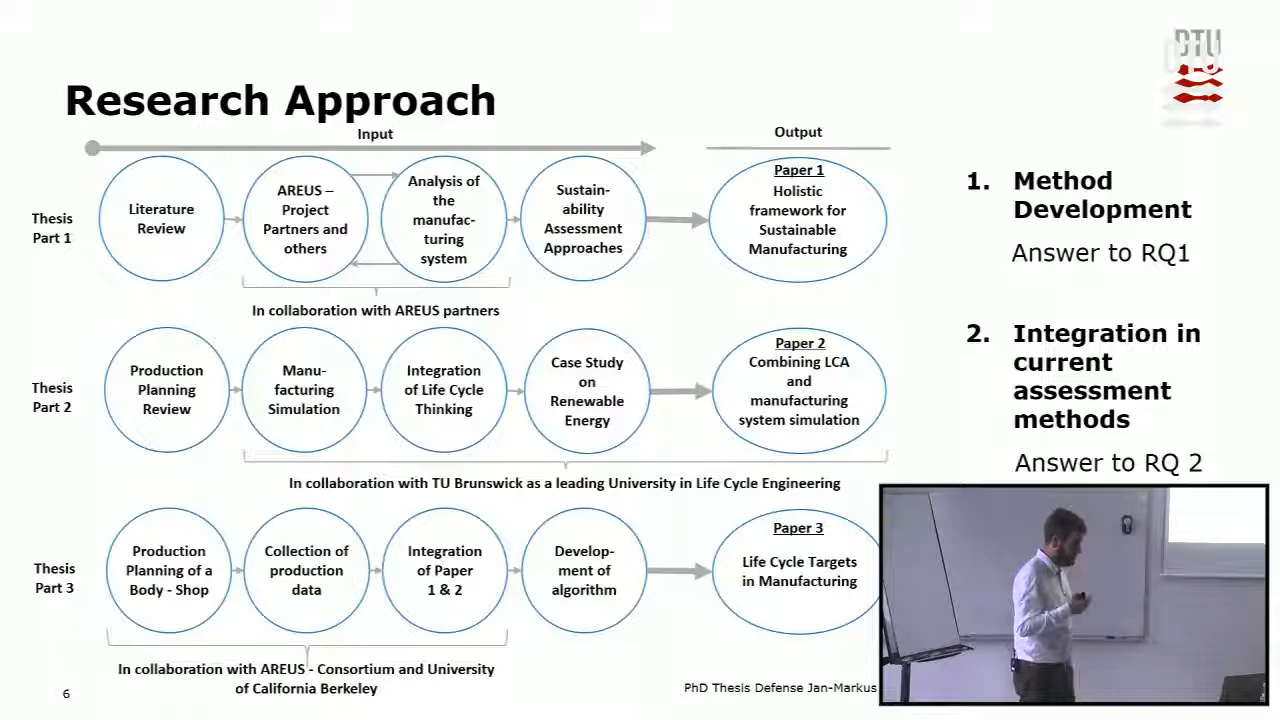 DTU
Research Approach
Input
Output
Thesis
Part 1
Literature
Review
AREUS –
Project
Partners and
others
Analysis of
the
manufac-
turing
system
Sustain-
ability
Assessment
Approaches
Paper 1
Holistic
framework for
Sustainable
Manufacturing
In collaboration with AREUS partners
Thesis
Part 2
Production
Planning
Review
Manu-
facturing
Simulation
Integration
of Life Cycle
Thinking
Case Study
on
Renewable
Energy
Paper 2
Combining LCA
and
manufacturing
system simulation
In collaboration with TU Brunswick as a leading University in Life Cycle Engineering
Thesis
Part 3
Production
Planning of a
Body - Shop
Collection of
production
data
Integration
of Paper
1 & 2
Develop-
ment of
algorithm
Paper 3
Life Cycle Targets
in Manufacturing
In collaboration with AREUS - Consortium and University
of California Berkeley
1. Method
Development
Answer to RQ1
2. Integration in
current
assessment
methods
Answer to RQ 2
6
PhD Thesis Defense Jan-Markus